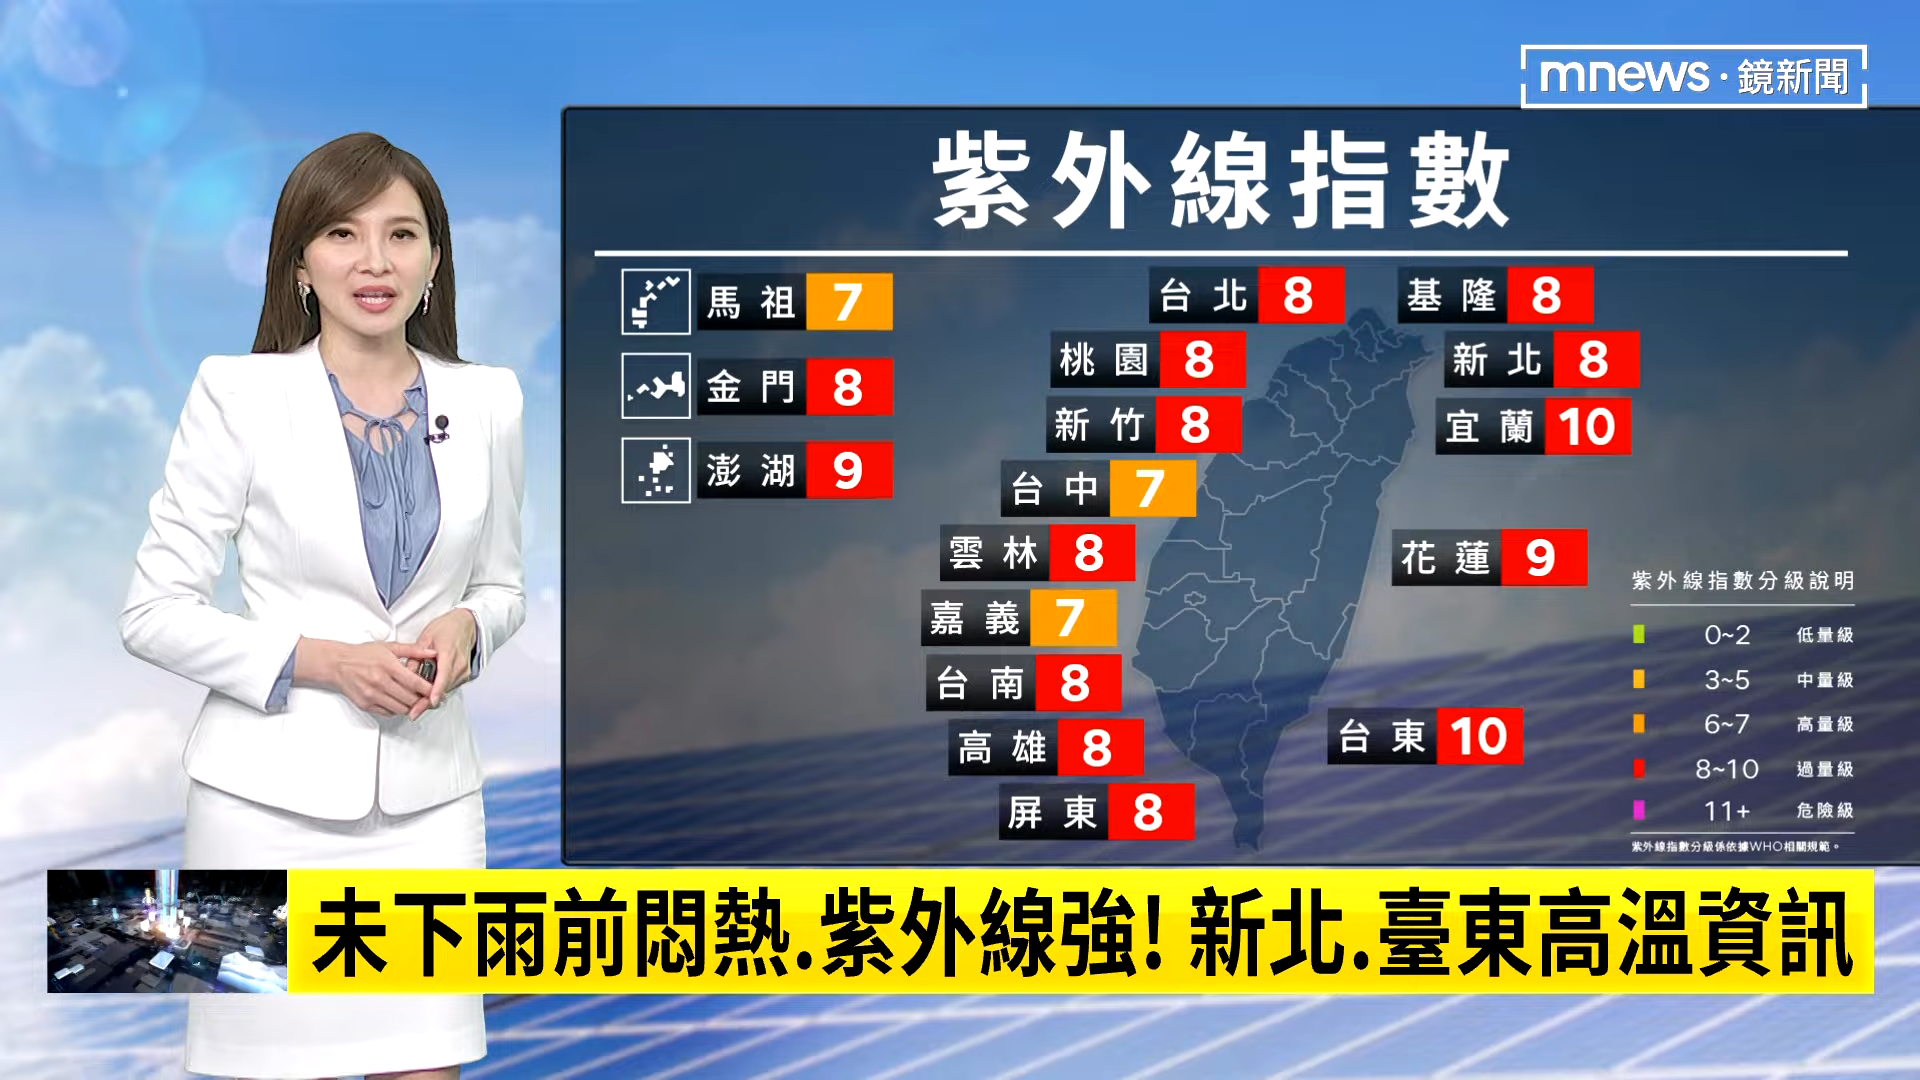 mnews·鏡新聞
紫外線指數
馬祖 7
金門 8
澎湖 9
台北 8
基隆 8
桃園 8
新北 8
新竹 8
宜蘭 10
台中 7
雲林 8
花蓮 9
嘉義 7
台南 8
高雄 8
台東 10
屏東 8
紫外線指數分級說明
0~2 低量級
3~5 中量級
6~7 高量級
8~10 過量級
11+ 危險級
紫外線指數分級係依據WHO相關規範。
未下雨前悶熱.紫外線強! 新北.臺東高溫資訊